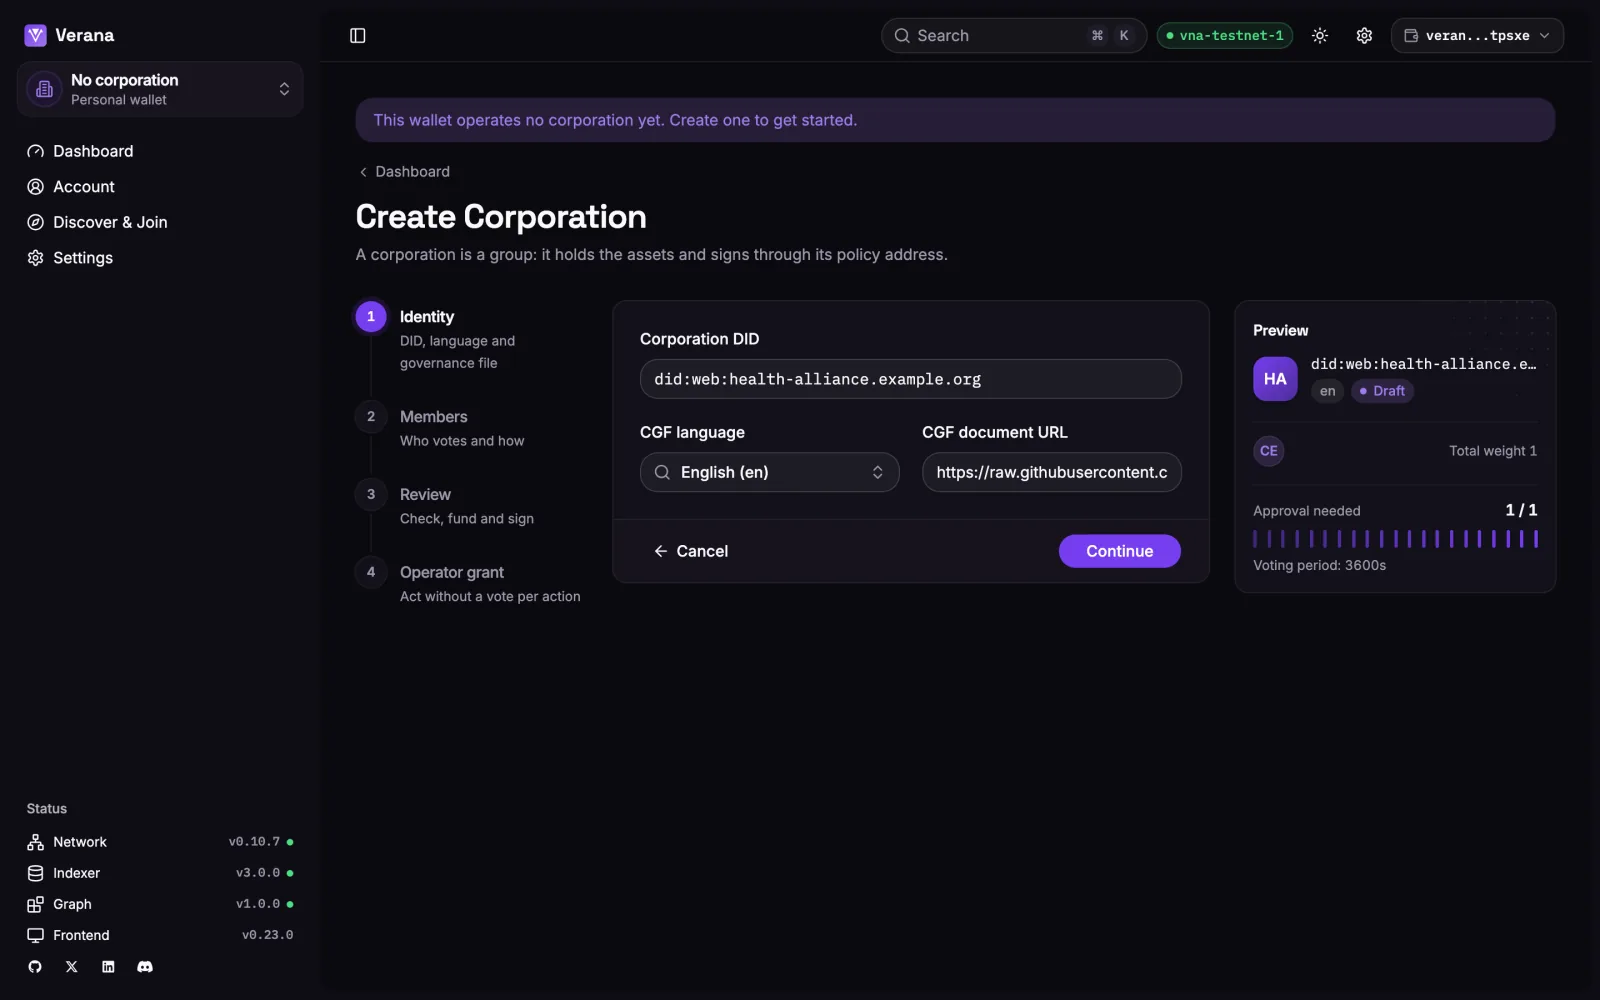 Verana
No corporation
Personal wallet
Dashboard
Account
Discover & Join
Settings
Status
Network v0.10.7
Indexer v3.0.0
Graph v1.0.0
Frontend v0.23.0
Search ⌘ K
vna-testnet-1
veran...tpsxe
This wallet operates no corporation yet. Create one to get started.
Dashboard
Create Corporation
A corporation is a group: it holds the assets and signs through its policy address.
1 Identity
DID, language and
governance file
2 Members
Who votes and how
3 Review
Check, fund and sign
4 Operator grant
Act without a vote per action
Corporation DID
did:web:health-alliance.example.org
CGF language
English (en)
CGF document URL
https://raw.githubusercontent.c
Cancel
Continue
Preview
HA
did:web:health-alliance.e…
en
Draft
CE
Total weight 1
Approval needed 1 / 1
Voting period: 3600s